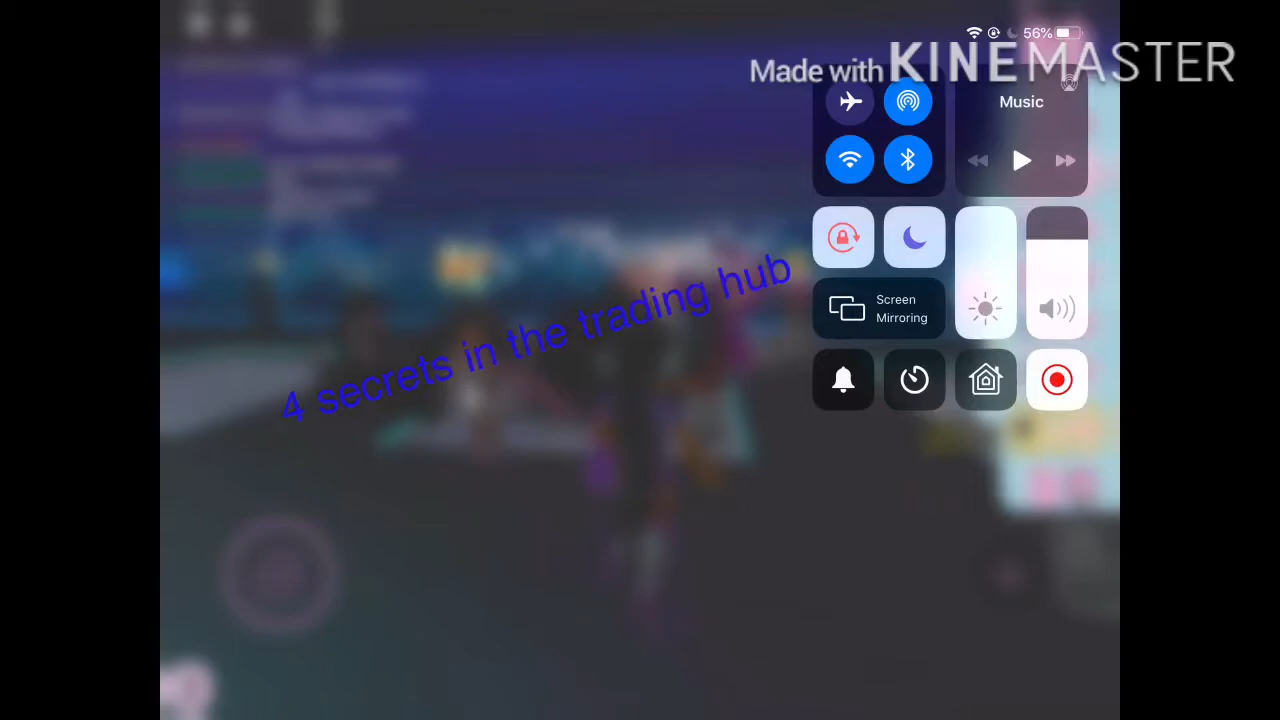 56%
Made with KINEMASTER
Music
4 secrets in the trading hub
Screen
Mirroring